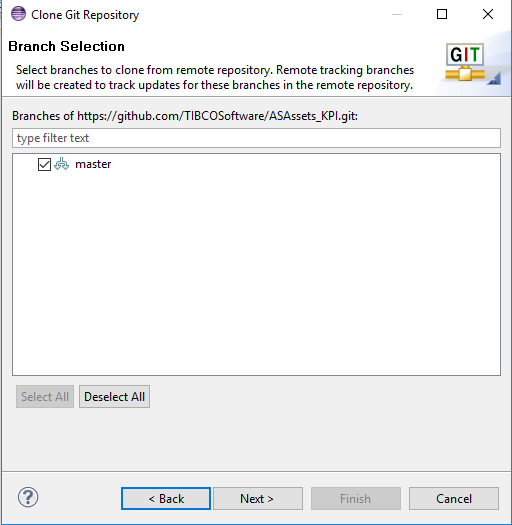 Clone Git Repository
Branch Selection
Select branches to clone from remote repository. Remote tracking branches
will be created to track updates for these branches in the remote repository.
GIT
Branches of https://github.com/TIBCOSoftware/ASAssets_KPI.git:
type filter text
master
Select All
Deselect All
?
< Back
Next >
Finish
Cancel